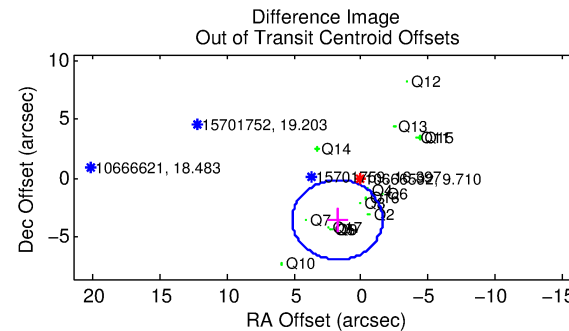 Difference Image
Out of Transit Centroid Offsets
Dec Offset (arcsec)
10
5
0
−5
Q12
Q13
15701752, 19.203
Q14
10666621, 18.483
Q6
Q2
Q7
Q10
20
15
10
5
0
−5
−10
RA Offset (arcsec)